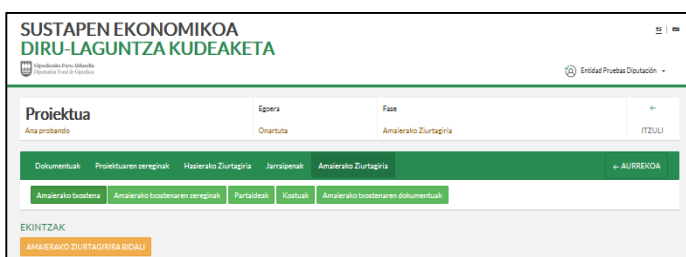 SUSTAPEN EKONOMIKOA
DIRU-LAGUNTZA KUDEAKETA
es | eu
Gipuzkoako Foru Aldundia
Diputación Foral de Gipuzkoa
Entidad Pruebas Diputación
Proiektua
Ana probando
Egoera
Onartuta
Fase
Amaierako Ziurtagiria
←
ITZULI
Dokumentuak Proiektuaren zereginak Hasierako Ziurtagiria Jarraipenak Amaierako Ziurtagiria ← AURREKOA
Amaierako txostena Amaierako txostenaren zereginak Partaideak Kostuak Amaierako txostenaren dokumentuak
EKINTZAK
AMAIERAKO ZIURTAGIRIRA BIDALI